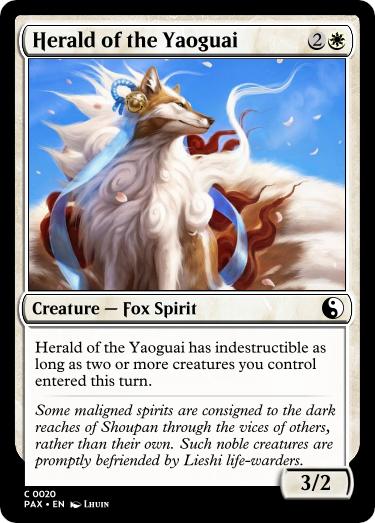 Herald of the Yaoguai 2
Creature — Fox Spirit
Herald of the Yaoguai has indestructible as
long as two or more creatures you control
entered this turn.
Some maligned spirits are consigned to the dark
reaches of Shoupan through the vices of others,
rather than their own. Such noble creatures are
promptly befriended by Lieshi life-warders.
3/2
C 0020
PAX • EN Lhuin